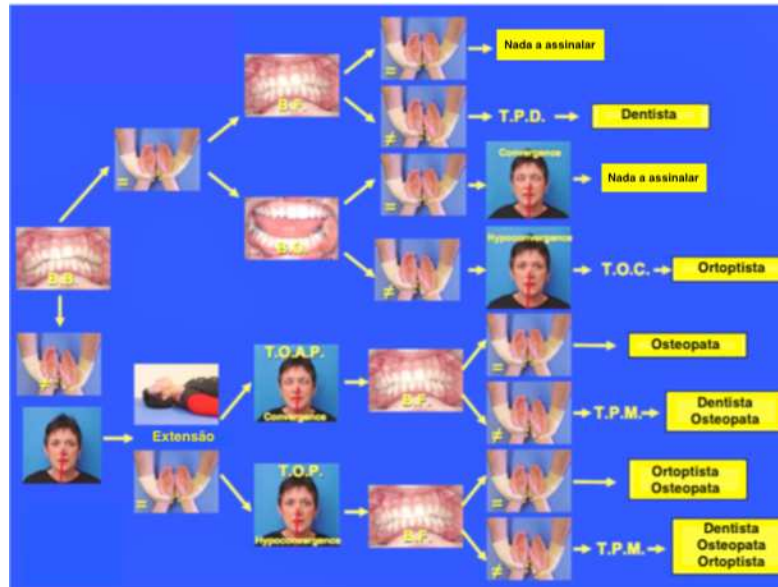 =
Nada a assinalar
B.F.
≠
T.P.D.
Dentista
=
Convergence
Nada a assinalar
=
B.B.
B.O.
Hypoconvergence
≠
T.O.C.
Ortoptista
≠
T.O.A.P.
Convergence
B.F.
=
Osteopata
Extensão
≠
T.P.M.
Dentista
Osteopata
=
T.O.P.
Hypoconvergence
B.F.
=
Ortoptista
Osteopata
≠
T.P.M.
Dentista
Osteopata
Ortoptista